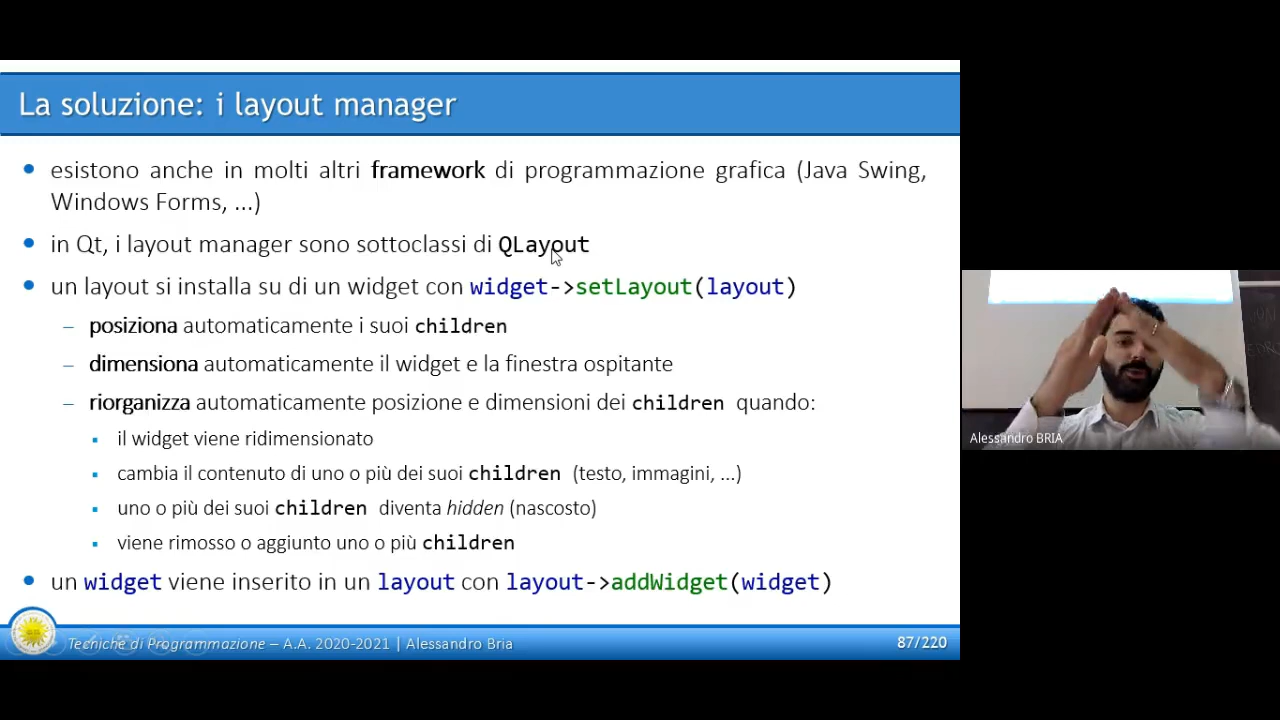 La soluzione: i layout manager
esistono anche in molti altri framework di programmazione grafica (Java Swing,
Windows Forms, ...)
in Qt, i layout manager sono sottoclassi di QLayout
un layout si installa su di un widget con widget->setLayout(layout)
– posiziona automaticamente i suoi children
– dimensiona automaticamente il widget e la finestra ospitante
– riorganizza automaticamente posizione e dimensioni dei children quando:
il widget viene ridimensionato
cambia il contenuto di uno o più dei suoi children (testo, immagini, ...)
uno o più dei suoi children diventa hidden (nascosto)
viene rimosso o aggiunto uno o più children
un widget viene inserito in un layout con layout->addWidget(widget)
Tecniche di Programmazione – A.A. 2020-2021 | Alessandro Bria
87/220
Alessandro BRIA